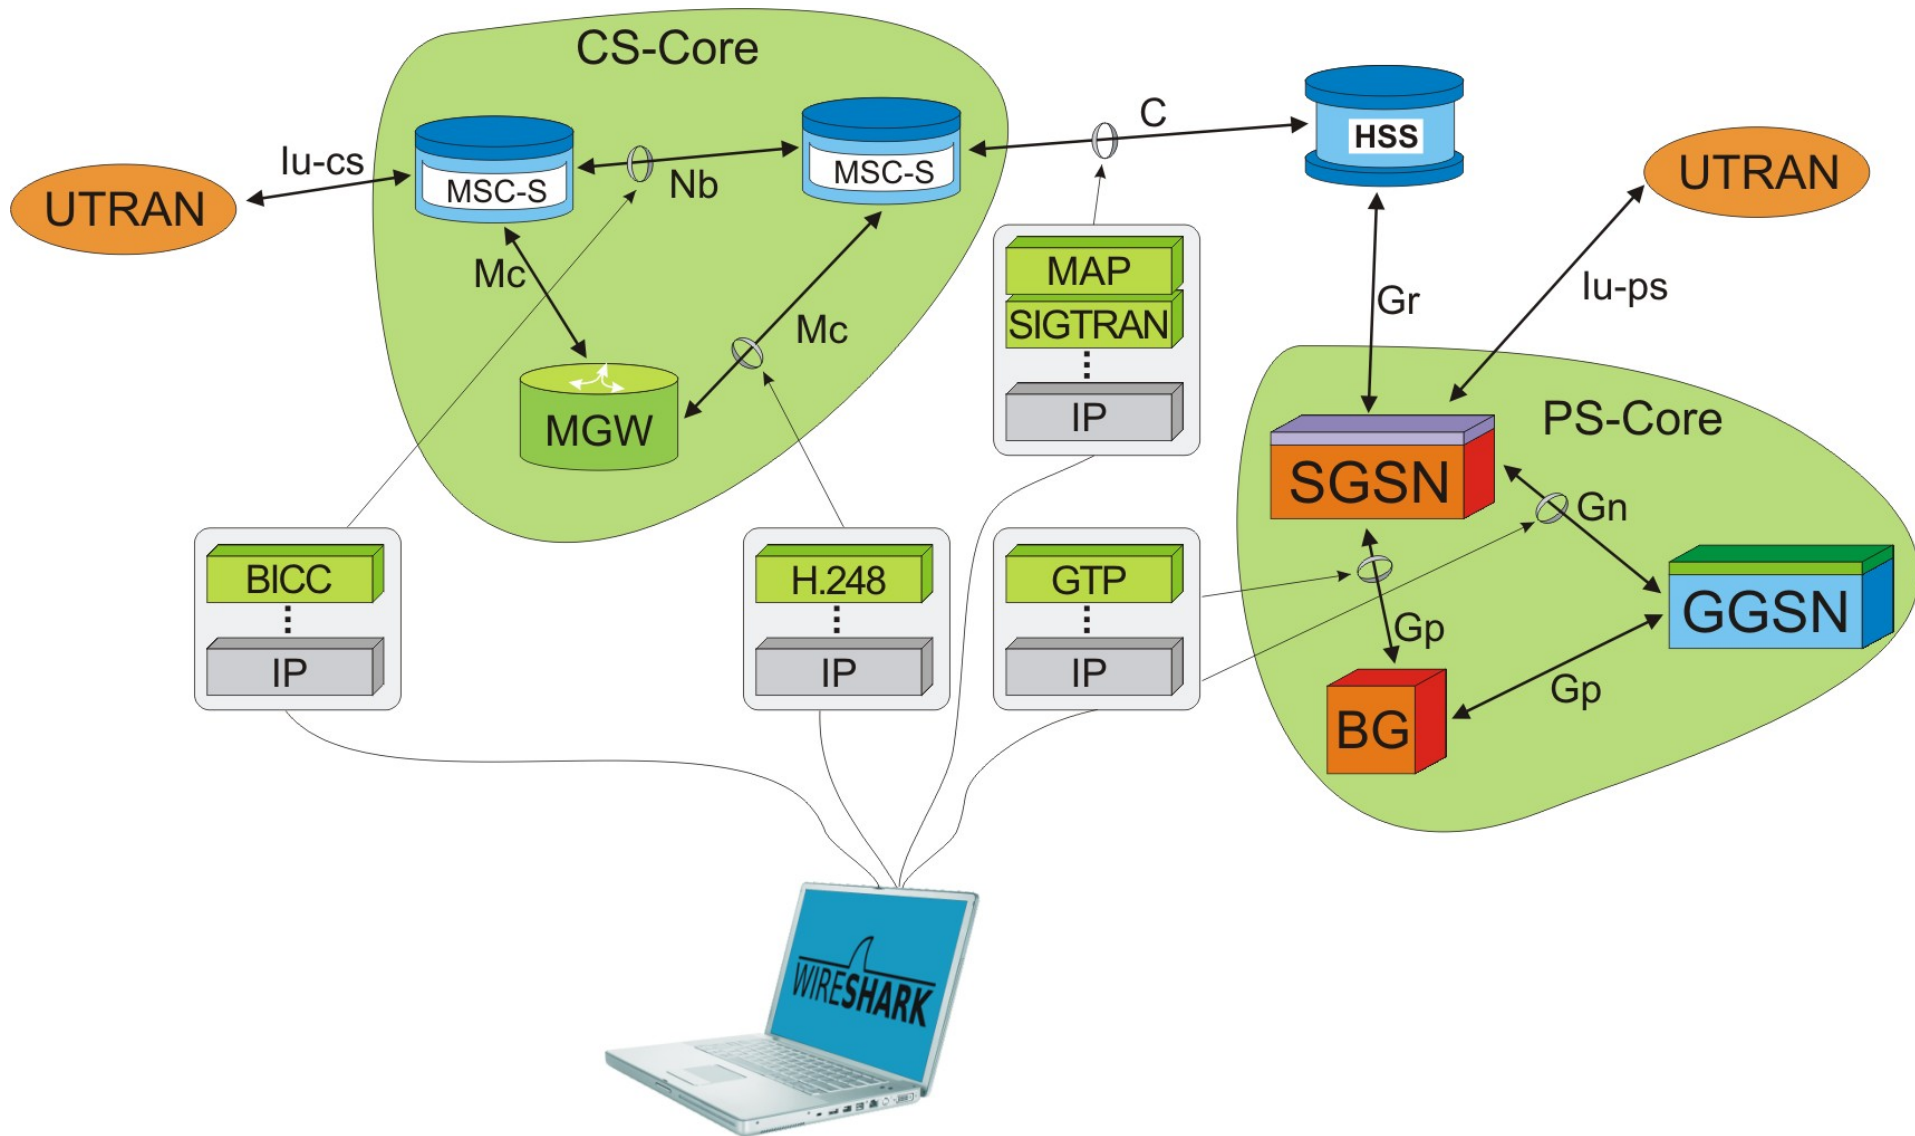 CS-Core
C
HSS
UTRAN
Iu-cs
MSC-S
Nb
MSC-S
UTRAN
Mc
Mc
MGW
MAP
SIGTRAN
IP
Gr
Iu-ps
PS-Core
SGSN
Gn
GGSN
Gp
Gp
BG
BICC
IP
H.248
IP
GTP
IP
WIRESHARK